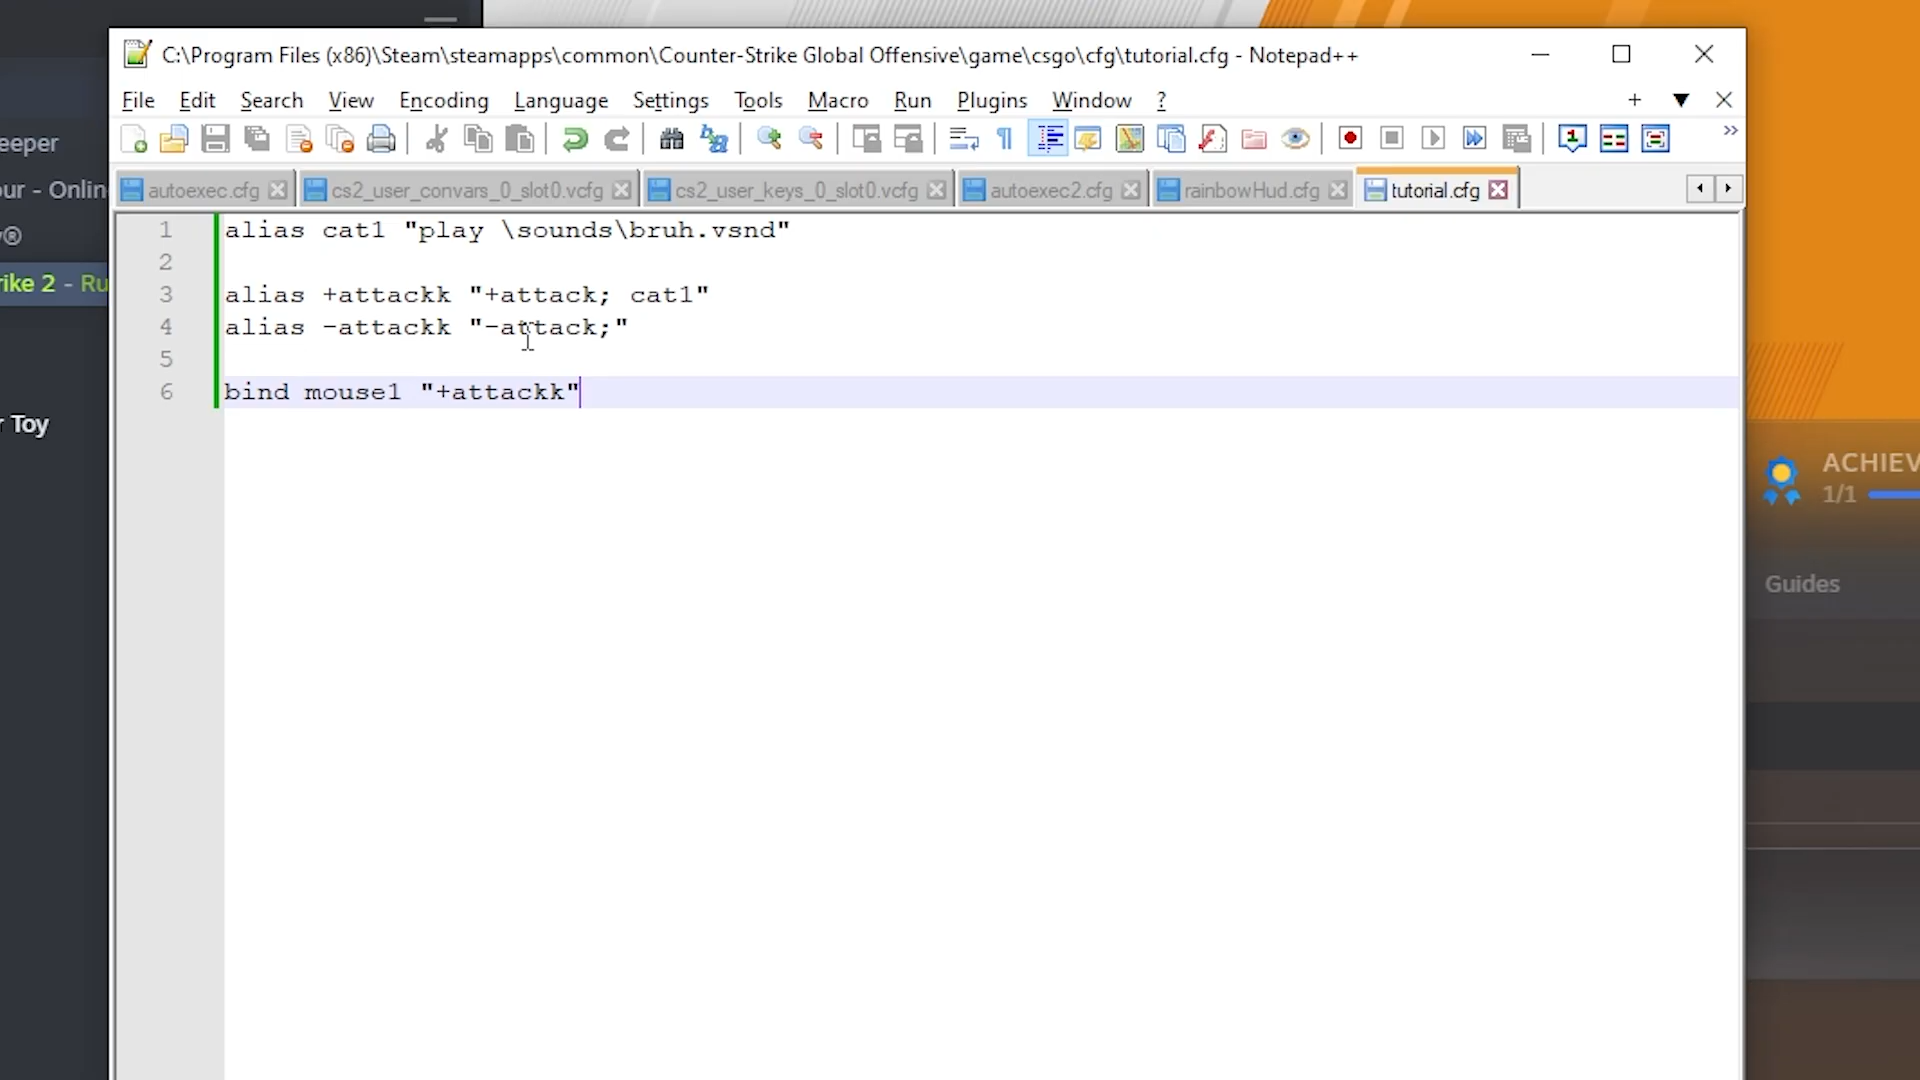 C:\Program Files (x86)\Steam\steamapps\common\Counter-Strike Global Offensive\game\csgo\cfg\tutorial.cfg - Notepad++
File Edit Search View Encoding Language Settings Tools Macro Run Plugins Window ?
autoexec.cfg cs2_user_convars_0_slot0.vcfg cs2_user_keys_0_slot0.vcfg autoexec2.cfg rainbowHud.cfg tutorial.cfg
1 alias cat1 "play \sounds\bruh.vsnd"
2
3 alias +attackk "+attack; cat1"
4 alias -attackk "-attack;"
5
6 bind mouse1 "+attackk"
eeper
our - Onlin
®
rike 2 - Ru
r Toy
ACHIEV
1/1
Guides